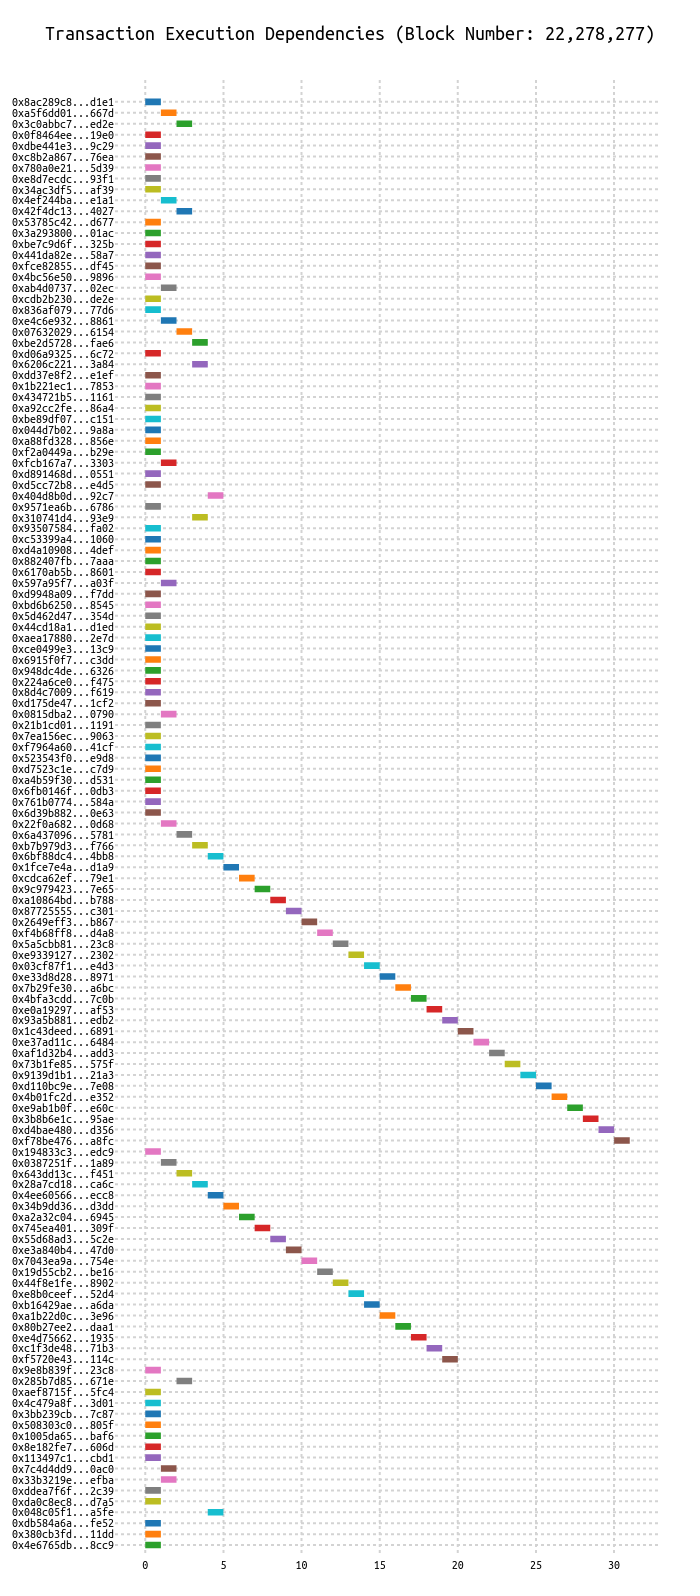 Transaction Execution Dependencies (Block Number: 22,278,277)
0x8ac289c8...d1e1
0xa5f6dd01...667d
0x3c0abbc7...ed2e
0x0f8464ee...19e0
0xdbe441e3...9c29
0xc8b2a867...76ea
0x780a0e21...5d39
0xe8d7ecdc...93f1
0x34ac3df5...af39
0x4ef244ba...e1a1
0x42f4dc13...4027
0x53785c42...d677
0x3a293800...01ac
0xbe7c9d6f...325b
0x441da82e...58a7
0xfce82855...df45
0x4bc56e50...9896
0xab4d0737...02ec
0xcdb2b230...de2e
0x836af079...77d6
0xe4c6e932...8861
0x07632029...6154
0xbe2d5728...fae6
0xd06a9325...6c72
0x6206c221...3a84
0xdd37e8f2...e1ef
0x1b221ec1...7853
0x434721b5...1161
0xa92cc2fe...86a4
0xbe89df07...c151
0x044d7b02...9a8a
0xa88fd328...856e
0xf2a0449a...b29e
0xfcb167a7...3303
0xd891468d...0551
0xd5cc72b8...e4d5
0x404d8b0d...92c7
0x9571ea6b...6786
0x310741d4...93e9
0x93507584...fa02
0xc53399a4...1060
0xd4a10908...4def
0x882407fb...7aaa
0x6170ab5b...8601
0x597a95f7...a03f
0xd9948a09...f7dd
0xbd6b6250...8545
0x5d462d47...354d
0x44cd18a1...d1ed
0xaea17880...2e7d
0xce0499e3...13c9
0x6915f0f7...c3dd
0x948dc4de...6326
0x224a6ce0...f475
0x8d4c7009...f619
0xd175de47...1cf2
0x0815dba2...0790
0x21b1cd01...1191
0x7ea156ec...9063
0xf7964a60...41cf
0x523543f0...e9d8
0xd7523c1e...c7d9
0xa4b59f30...d531
0x6fb0146f...0db3
0x761b0774...584a
0x6d39b882...0e63
0x22f0a682...0d68
0x6a437096...5781
0xb7b979d3...f766
0x6bf88dc4...4bb8
0x1fce7e4a...d1a9
0xcdca62ef...79e1
0x9c979423...7e65
0xa10864bd...b788
0x87725555...c301
0x2649eff3...b867
0xf4b68ff8...d4a8
0x5a5cbb81...23c8
0xe9339127...2302
0x03cf87f1...e4d3
0xe33d8d28...8971
0x7b29fe30...a6bc
0x4bfa3cdd...7c0b
0xe0a19297...af53
0x93a5b881...edb2
0x1c43deed...6891
0xe37ad11c...6484
0xaf1d32b4...add3
0x73b1fe85...575f
0x9139d1b1...21a3
0xd110bc9e...7e08
0x4b01fc2d...e352
0xe9ab1b0f...e60c
0x3b8b6e1c...95ae
0xd4bae480...d356
0xf78be476...a8fc
0x194833c3...edc9
0x0387251f...1a89
0x643dd13c...f451
0x28a7cd18...ca6c
0x4ee60566...ecc8
0x34b9dd36...d3dd
0xa2a32c04...6945
0x745ea401...309f
0x55d68ad3...5c2e
0xe3a840b4...47d0
0x7043ea9a...754e
0x19d55cb2...be16
0x44f8e1fe...8902
0xe8b0ceef...52d4
0xb16429ae...a6da
0xa1b22d0c...3e96
0x80b27ee2...daa1
0xe4d75662...1935
0xc1f3de48...71b3
0xf5720e43...114c
0x9e8b839f...23c8
0x285b7d85...671e
0xaef8715f...5fc4
0x4c479a8f...3d01
0x3bb239cb...7c87
0x508303c0...805f
0x1005da65...baf6
0x8e182fe7...606d
0x113497c1...cbd1
0x7c4d4dd9...0ac0
0x33b3219e...efba
0xddea7f6f...2c39
0xda0c8ec8...d7a5
0x048c05f1...a5fe
0xdb584a6a...fe52
0x380cb3fd...11dd
0x4e6765db...8cc9
0 5 10 15 20 25 30